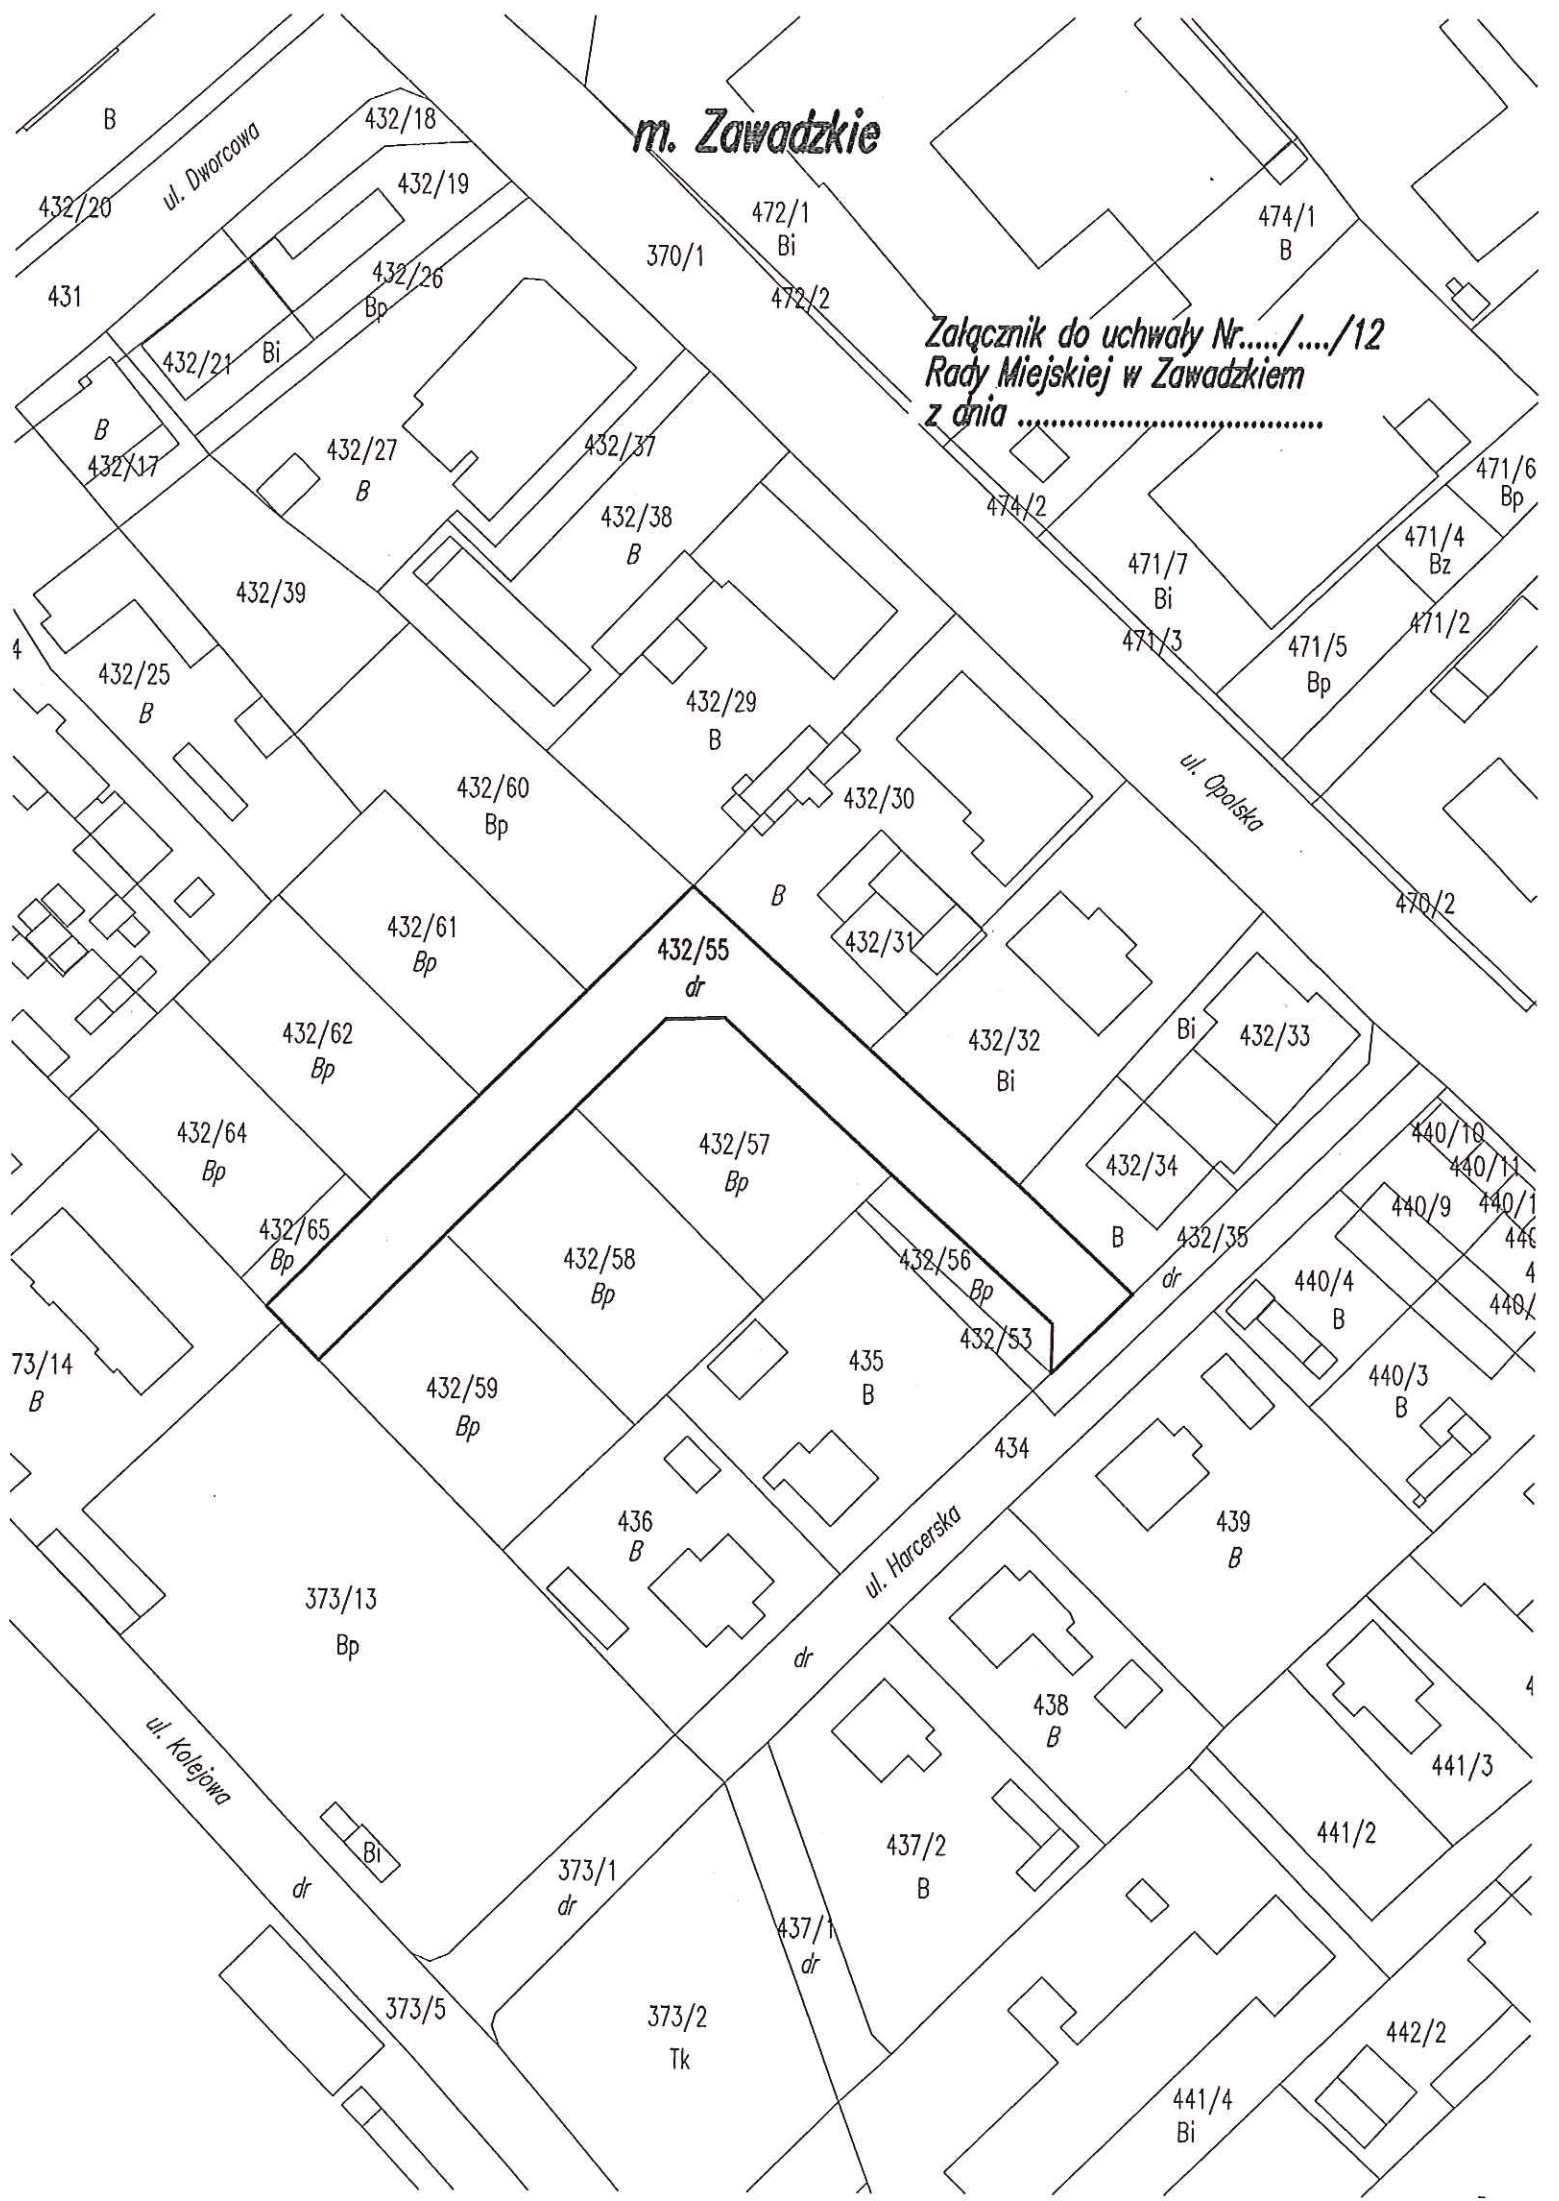 m. Zawadzkie
Załącznik do uchwały Nr...../..../12
Rady Miejskiej w Zawadzkiem
z dnia ....................................
B
ul. Dworcowa
432/18
432/19
432/20
431
432/26
Bp
432/21
Bi
B
432/17
432/27
B
432/37
432/38
B
370/1
472/1
Bi
472/2
474/1
B
474/2
471/6
Bp
471/4
Bz
471/7
Bi
471/3
471/5
Bp
471/2
432/39
4
432/25
B
432/29
B
432/60
Bp
432/30
B
ul. Opolska
470/2
432/61
Bp
432/55
dr
432/31
432/62
Bp
432/32
Bi
Bi
432/33
432/64
Bp
432/57
Bp
432/34
B
440/10
440/11
440/9
440/1
440
4
440/
432/65
Bp
432/58
Bp
432/56
Bp
432/35
dr
440/4
B
432/53
73/14
B
432/59
Bp
435
B
440/3
B
434
436
B
ul. Harcerska
439
B
373/13
Bp
dr
438
B
4
ul. Kolejowa
441/3
Bi
441/2
437/2
B
dr
373/1
dr
437/1
dr
373/5
373/2
Tk
442/2
441/4
Bi